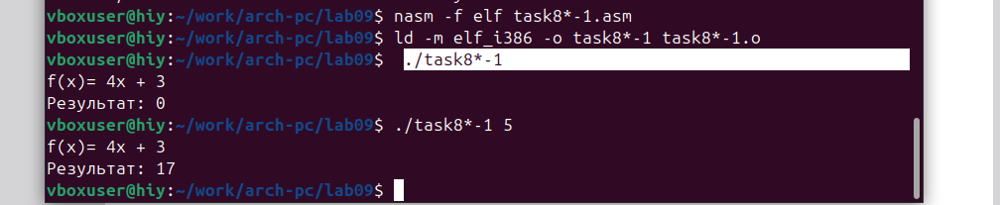 vboxuser@hiy:~/work/arch-pc/lab09$ nasm -f elf task8*-1.asm
vboxuser@hiy:~/work/arch-pc/lab09$ ld -m elf_i386 -o task8*-1 task8*-1.o
vboxuser@hiy:~/work/arch-pc/lab09$ ./task8*-1
f(x)= 4x + 3
Результат: 0
vboxuser@hiy:~/work/arch-pc/lab09$ ./task8*-1 5
f(x)= 4x + 3
Результат: 17
vboxuser@hiy:~/work/arch-pc/lab09$